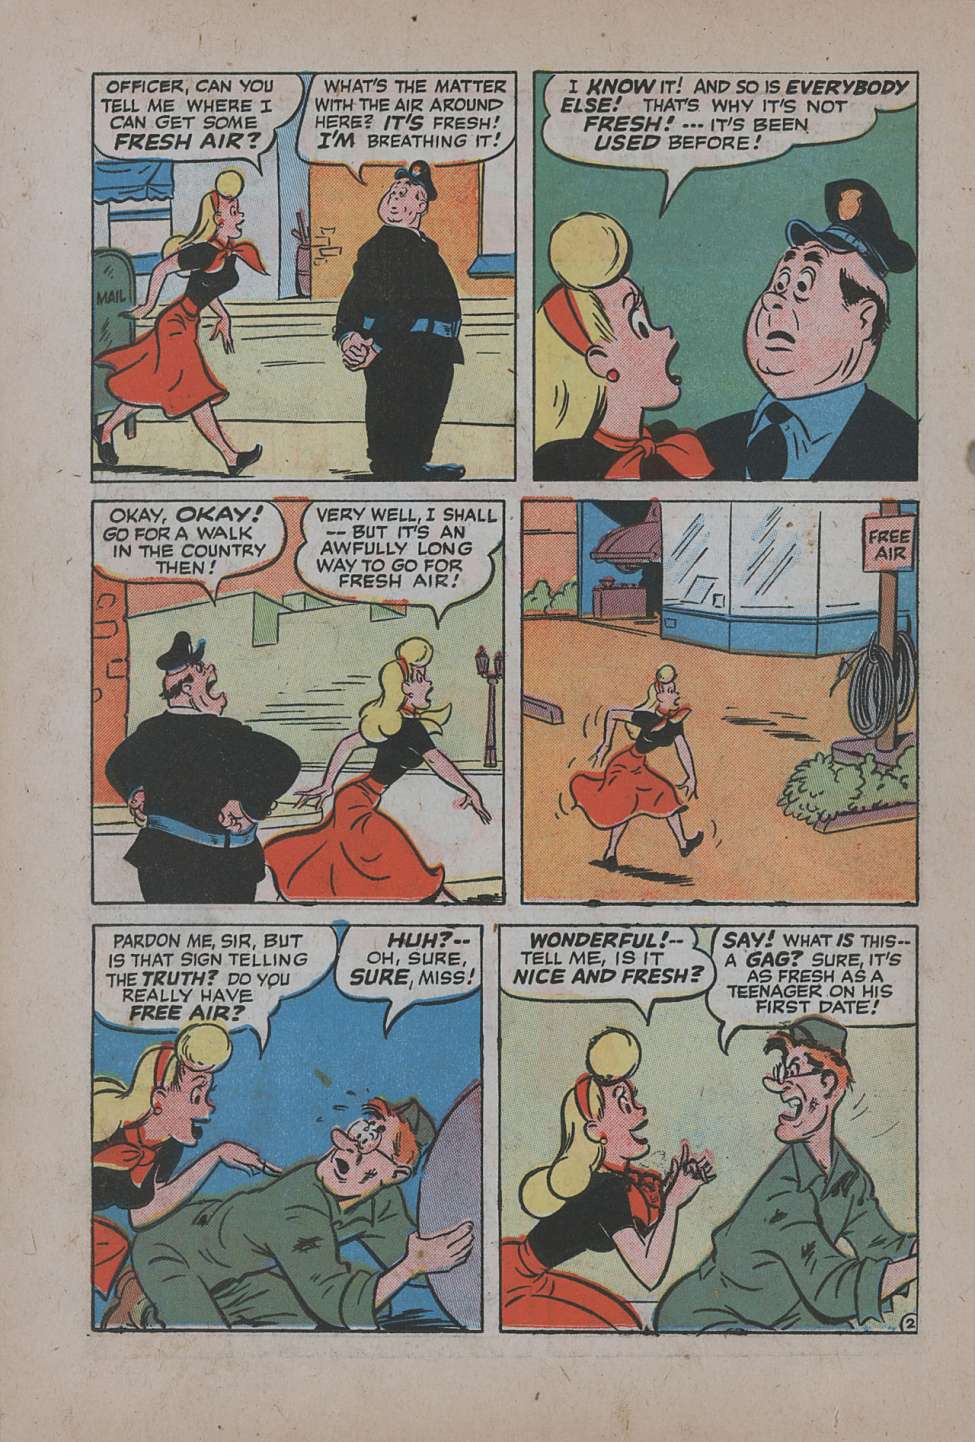 OFFICER, CAN YOU
TELL ME WHERE I
CAN GET SOME
FRESH AIR?
WHAT'S THE MATTER
WITH THE AIR AROUND
HERE? IT'S FRESH!
I'M BREATHING IT!
MAIL
I KNOW IT! AND SO IS EVERYBODY
ELSE! THAT'S WHY IT'S NOT
FRESH! --- IT'S BEEN
USED BEFORE!
OKAY, OKAY!
GO FOR A WALK
IN THE COUNTRY
THEN!
VERY WELL, I SHALL
-- BUT IT'S AN
AWFULLY LONG
WAY TO GO FOR
FRESH AIR!
FREE
AIR
PARDON ME, SIR, BUT
IS THAT SIGN TELLING
THE TRUTH? DO YOU
REALLY HAVE
FREE AIR?
HUH?--
OH, SURE,
SURE, MISS!
WONDERFUL!--
TELL ME, IS IT
NICE AND FRESH?
SAY! WHAT IS THIS--
A GAG? SURE, IT'S
AS FRESH AS A
TEENAGER ON HIS
FIRST DATE!
2